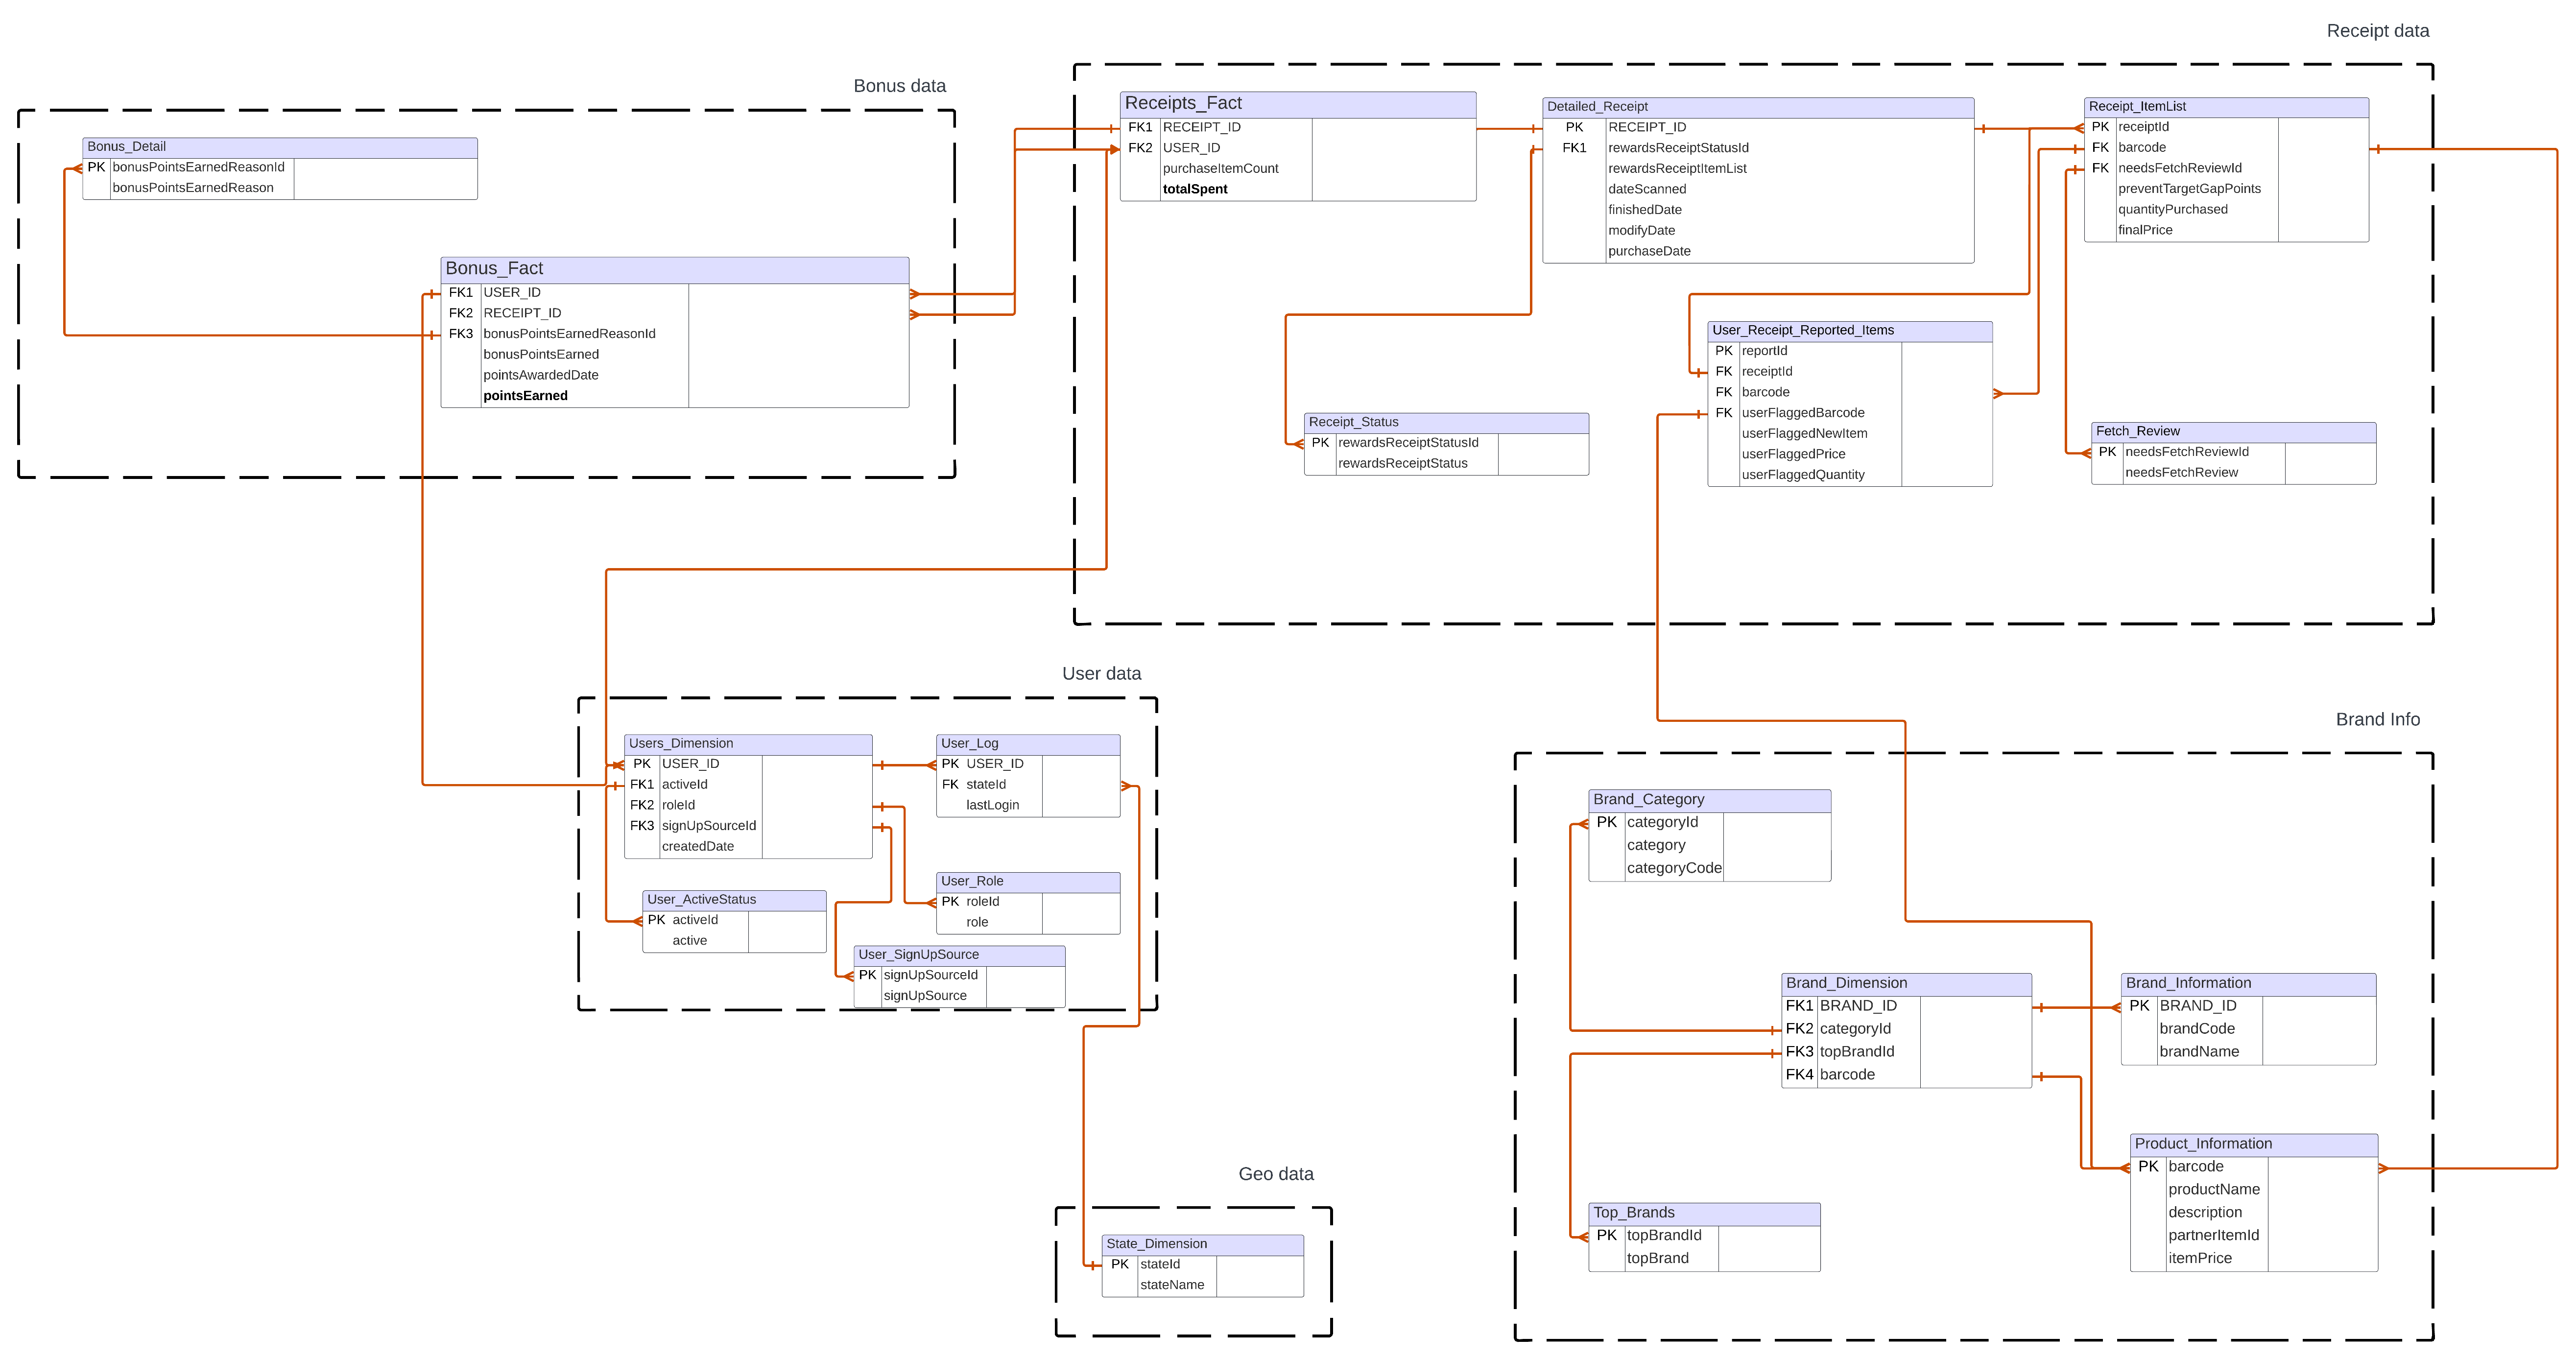 Receipt data
Bonus data
Bonus_Detail
PK bonusPointsEarnedReasonId
bonusPointsEarnedReason
Bonus_Fact
FK1 USER_ID
FK2 RECEIPT_ID
FK3 bonusPointsEarnedReasonId
bonusPointsEarned
pointsAwardedDate
pointsEarned
Receipts_Fact
FK1 RECEIPT_ID
FK2 USER_ID
purchaseItemCount
totalSpent
Detailed_Receipt
PK RECEIPT_ID
FK1 rewardsReceiptStatusId
rewardsReceiptItemList
dateScanned
finishedDate
modifyDate
purchaseDate
Receipt_ItemList
PK receiptId
FK barcode
FK needsFetchReviewId
preventTargetGapPoints
quantityPurchased
finalPrice
User_Receipt_Reported_Items
PK reportId
FK receiptId
FK barcode
FK userFlaggedBarcode
userFlaggedNewItem
userFlaggedPrice
userFlaggedQuantity
Receipt_Status
PK rewardsReceiptStatusId
rewardsReceiptStatus
Fetch_Review
PK needsFetchReviewId
needsFetchReview
User data
Users_Dimension
PK USER_ID
FK1 activeId
FK2 roleId
FK3 signUpSourceId
createdDate
User_Log
PK USER_ID
FK stateId
lastLogin
User_Role
PK roleId
role
User_ActiveStatus
PK activeId
active
User_SignUpSource
PK signUpSourceId
signUpSource
Brand Info
Brand_Category
PK categoryId
category
categoryCode
Brand_Dimension
FK1 BRAND_ID
FK2 categoryId
FK3 topBrandId
FK4 barcode
Brand_Information
PK BRAND_ID
brandCode
brandName
Product_Information
PK barcode
productName
description
partnerItemId
itemPrice
Top_Brands
PK topBrandId
topBrand
Geo data
State_Dimension
PK stateId
stateName